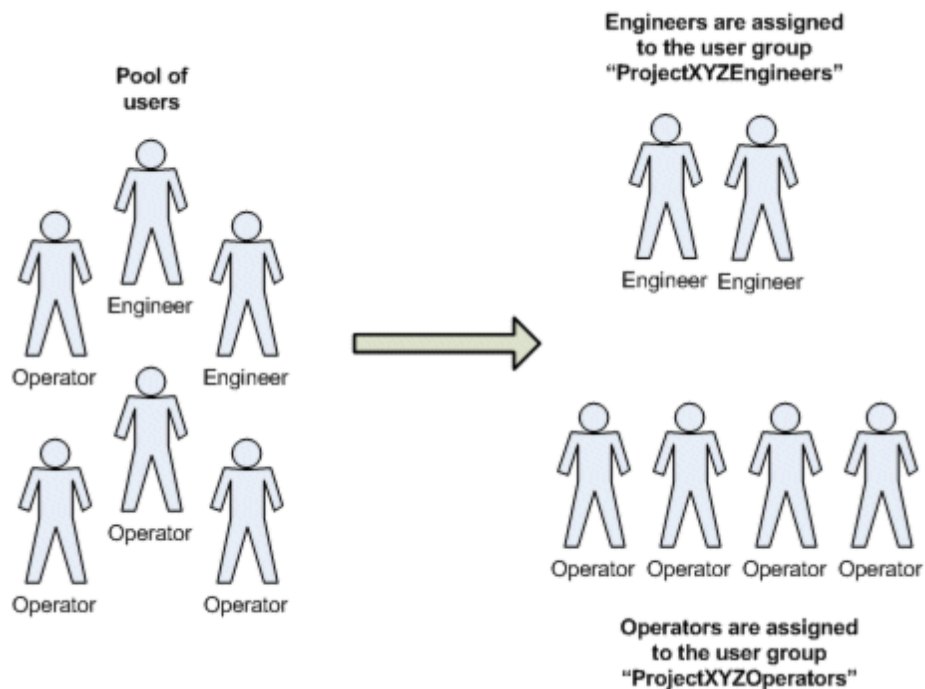 Pool of
users
Engineer
Operator
Engineer
Operator
Operator
Operator
Engineers are assigned
to the user group
“ProjectXYZEngineers”
Engineer Engineer
Operator Operator Operator Operator
Operators are assigned
to the user group
“ProjectXYZOperators”